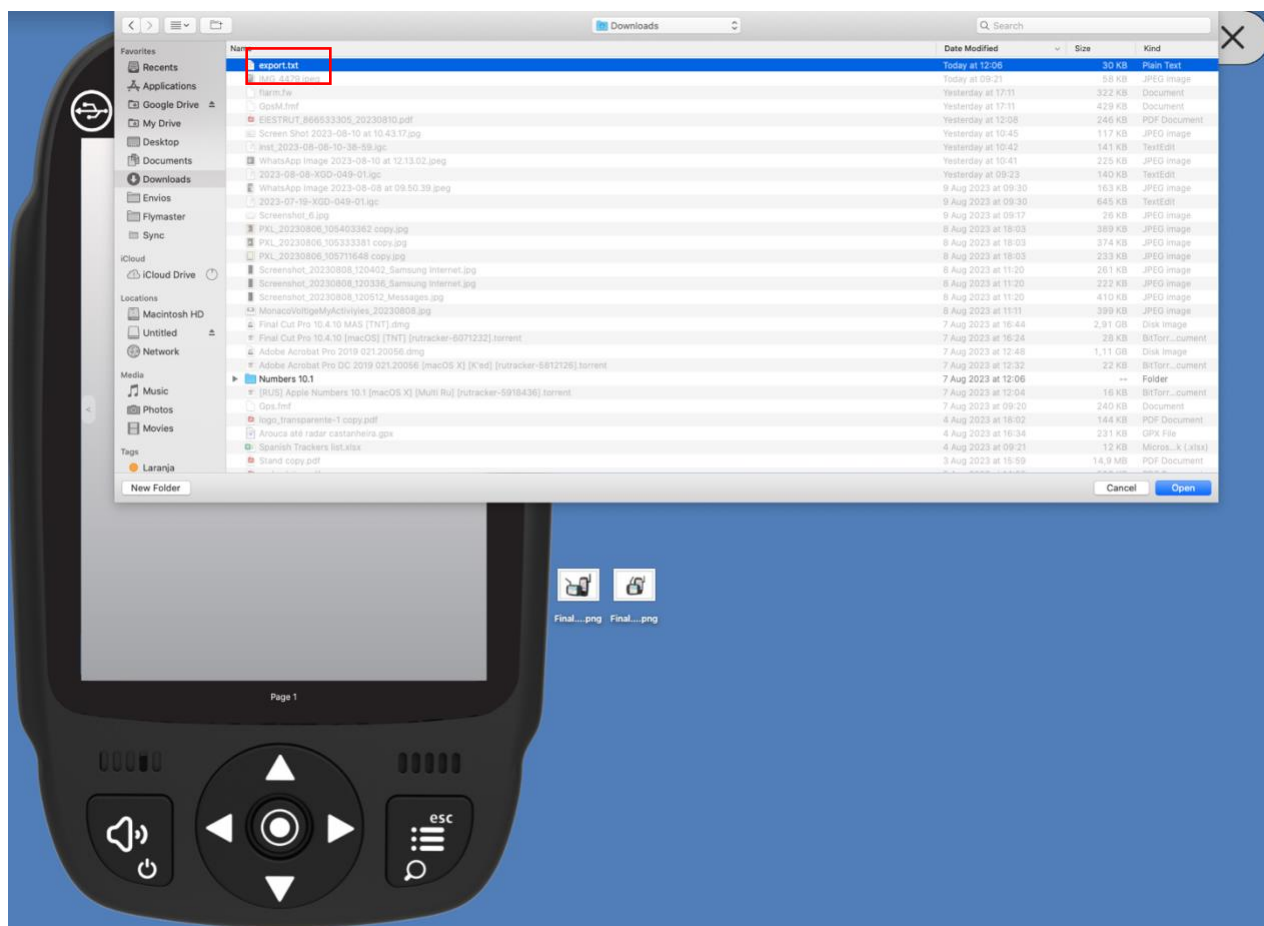 Downloads
Search
Favorites
Recents
Applications
Google Drive
My Drive
Desktop
Documents
Downloads
Envios
Flymaster
Sync
iCloud
iCloud Drive
Locations
Macintosh HD
Untitled
Network
Media
Music
Photos
Movies
Tags
Laranja
Name Date Modified Size Kind
export.txt Today at 12:06 30 KB Plain Text
IMG_4479.jpeg Today at 09:21 58 KB JPEG image
flarm.fw Yesterday at 17:11 322 KB Document
GpsM.fmf Yesterday at 17:11 429 KB Document
EIESTRUT_866533305_20230810.pdf Yesterday at 12:08 246 KB PDF Document
Screen Shot 2023-08-10 at 10.43.17.jpg Yesterday at 10:45 117 KB JPEG image
inst_2023-08-08-10-38-59.igc Yesterday at 10:42 141 KB TextEdit
WhatsApp Image 2023-08-10 at 12.13.02.jpeg Yesterday at 10:41 225 KB JPEG image
2023-08-08-XGD-049-01.igc Yesterday at 09:23 140 KB TextEdit
WhatsApp Image 2023-08-08 at 09.50.39.jpeg 9 Aug 2023 at 09:30 163 KB JPEG image
2023-07-19-XGD-049-01.igc 9 Aug 2023 at 09:30 645 KB TextEdit
Screenshot_6.jpg 9 Aug 2023 at 09:17 26 KB JPEG image
PXL_20230806_105403362 copy.jpg 8 Aug 2023 at 18:03 389 KB JPEG image
PXL_20230806_105333381 copy.jpg 8 Aug 2023 at 18:03 374 KB JPEG image
PXL_20230806_105711648 copy.jpg 8 Aug 2023 at 18:03 233 KB JPEG image
Screenshot_20230808_120402_Samsung Internet.jpg 8 Aug 2023 at 11:20 261 KB JPEG image
Screenshot_20230808_120336_Samsung Internet.jpg 8 Aug 2023 at 11:20 222 KB JPEG image
Screenshot_20230808_120512_Messages.jpg 8 Aug 2023 at 11:20 410 KB JPEG image
MonacoVoltigeMyActiviyies_20230808.jpg 8 Aug 2023 at 11:11 399 KB JPEG image
Final Cut Pro 10.4.10 MAS [TNT].dmg 7 Aug 2023 at 16:44 2,91 GB Disk Image
Final Cut Pro 10.4.10 [macOS] [TNT] [rutracker-6071232].torrent 7 Aug 2023 at 16:24 28 KB BitTorr...cument
Adobe Acrobat Pro 2019 021.20056.dmg 7 Aug 2023 at 12:48 1,11 GB Disk Image
Adobe Acrobat Pro DC 2019 021.20056 [macOS X] [K'ed] [rutracker-5812126].torrent 7 Aug 2023 at 12:32 22 KB BitTorr...cument
Numbers 10.1 7 Aug 2023 at 12:06 -- Folder
[RUS] Apple Numbers 10.1 [macOS X] [Multi Ru] [rutracker-5918436].torrent 7 Aug 2023 at 12:04 16 KB BitTorr...cument
Gps.fmf 7 Aug 2023 at 09:20 240 KB Document
logo_transparente-1 copy.pdf 4 Aug 2023 at 18:02 144 KB PDF Document
Arouca até radar castanheira.gpx 4 Aug 2023 at 16:34 231 KB GPX File
Spanish Trackers list.xlsx 4 Aug 2023 at 09:21 12 KB Micros...k (.xlsx)
Stand copy.pdf 3 Aug 2023 at 15:59 14,9 MB PDF Document
New Folder Cancel Open
Final....png Final....png
Page 1
esc